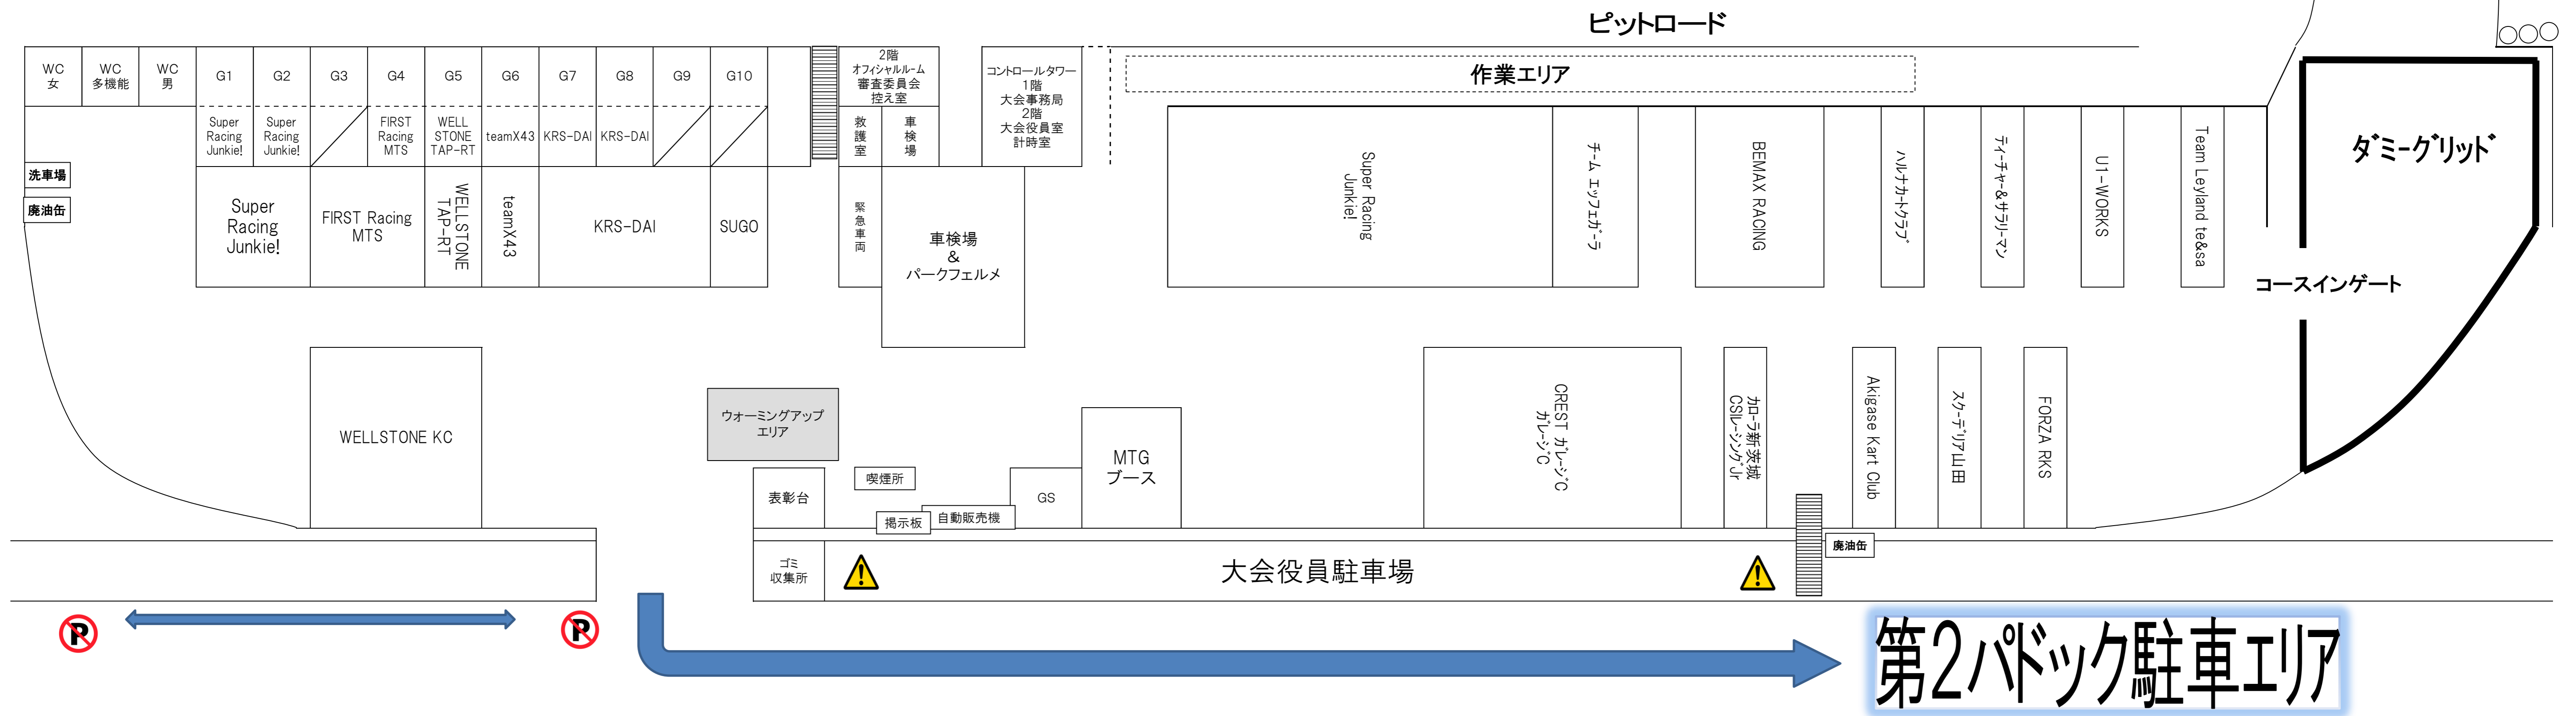 ピットロード
作業エリア
WC
女
WC
多機能
WC
男
G1
G2
G3
G4
G5
G6
G7
G8
G9
G10
2階
オフィシャルルーム
審査委員会
控え室
コントロールタワー
1階
大会事務局
2階
大会役員室
計時室
Super
Racing
Junkie!
Super
Racing
Junkie!
FIRST
Racing
MTS
WELL
STONE
TAP-RT
teamX43
KRS-DAI
KRS-DAI
救護室
車検場
洗車場
廃油缶
Super
Racing
Junkie!
FIRST Racing
MTS
WELLSTONE
TAP-RT
teamX43
KRS-DAI
SUGO
緊急車両
車検場
&
パークフェルメ
Super Racing
Junkie!
チーム エッフェガーラ
BEMAX RACING
ハルナカートクラブ
ティーチャー&サラリーマン
U1-WORKS
Team Leyland te&sa
ダミーグリッド
コースインゲート
WELLSTONE KC
ウォーミングアップ
エリア
表彰台
喫煙所
掲示板
自動販売機
GS
MTG
ブース
CREST ガレージC
ガレージC
カローラ新茨城
CSIレーシングJr
Akigase Kart Club
スクーデリア山田
FORZA RKS
ゴミ
収集所
大会役員駐車場
廃油缶
第2パドック駐車エリア